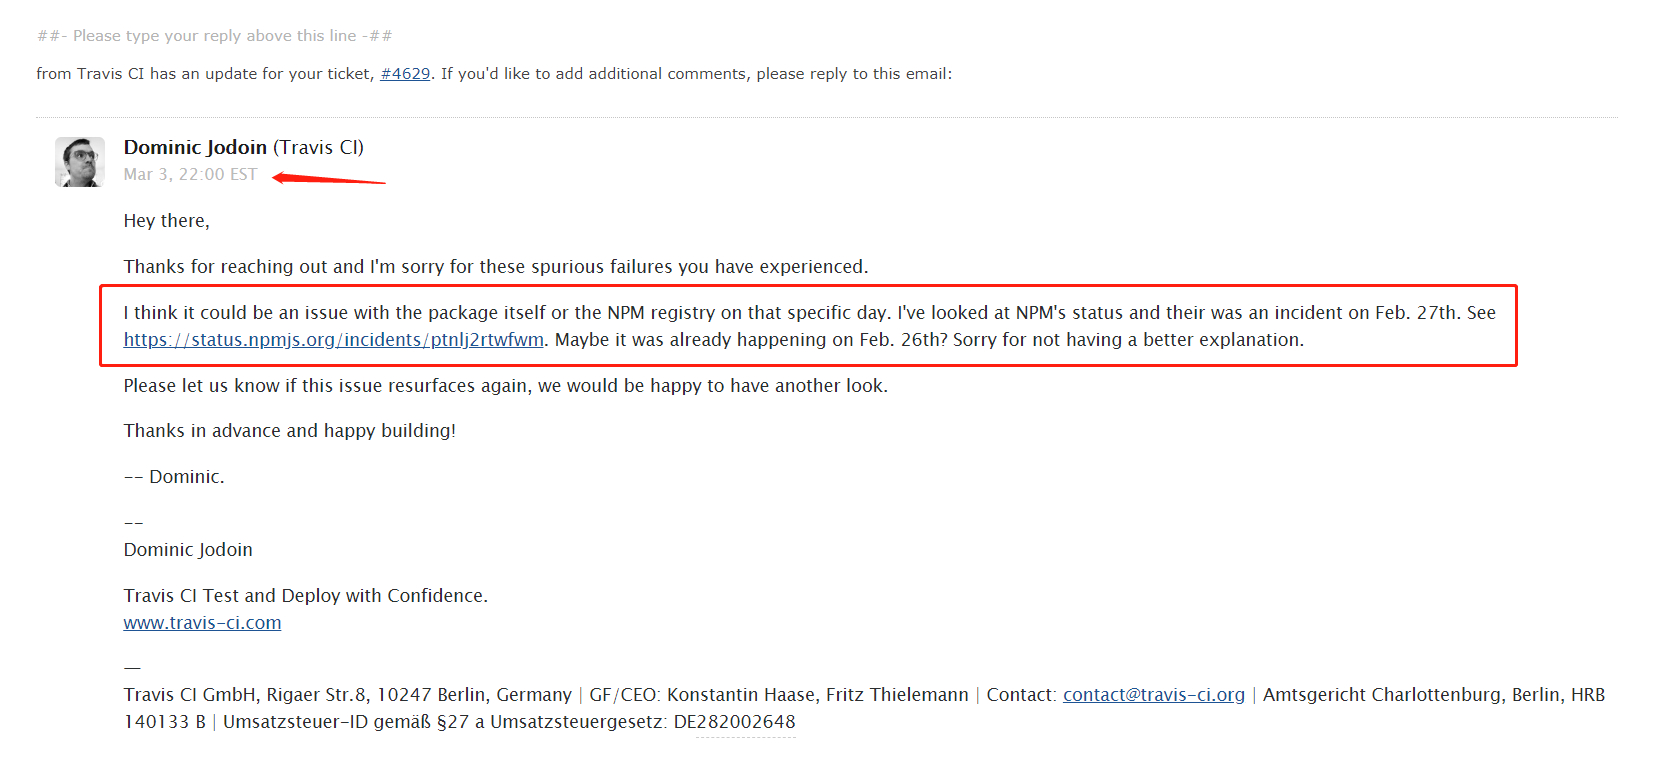 ##- Please type your reply above this line -##
from Travis CI has an update for your ticket, #4629. If you'd like to add additional comments, please reply to this email:
Dominic Jodoin (Travis CI)
Mar 3, 22:00 EST
Hey there,
Thanks for reaching out and I'm sorry for these spurious failures you have experienced.
I think it could be an issue with the package itself or the NPM registry on that specific day. I've looked at NPM's status and their was an incident on Feb. 27th. See
https://status.npmjs.org/incidents/ptnlj2rtwfwm. Maybe it was already happening on Feb. 26th? Sorry for not having a better explanation.
Please let us know if this issue resurfaces again, we would be happy to have another look.
Thanks in advance and happy building!
-- Dominic.
--
Dominic Jodoin
Travis CI Test and Deploy with Confidence.
www.travis-ci.com
—
Travis CI GmbH, Rigaer Str.8, 10247 Berlin, Germany | GF/CEO: Konstantin Haase, Fritz Thielemann | Contact: contact@travis-ci.org | Amtsgericht Charlottenburg, Berlin, HRB
140133 B | Umsatzsteuer-ID gemäß §27 a Umsatzsteuergesetz: DE282002648